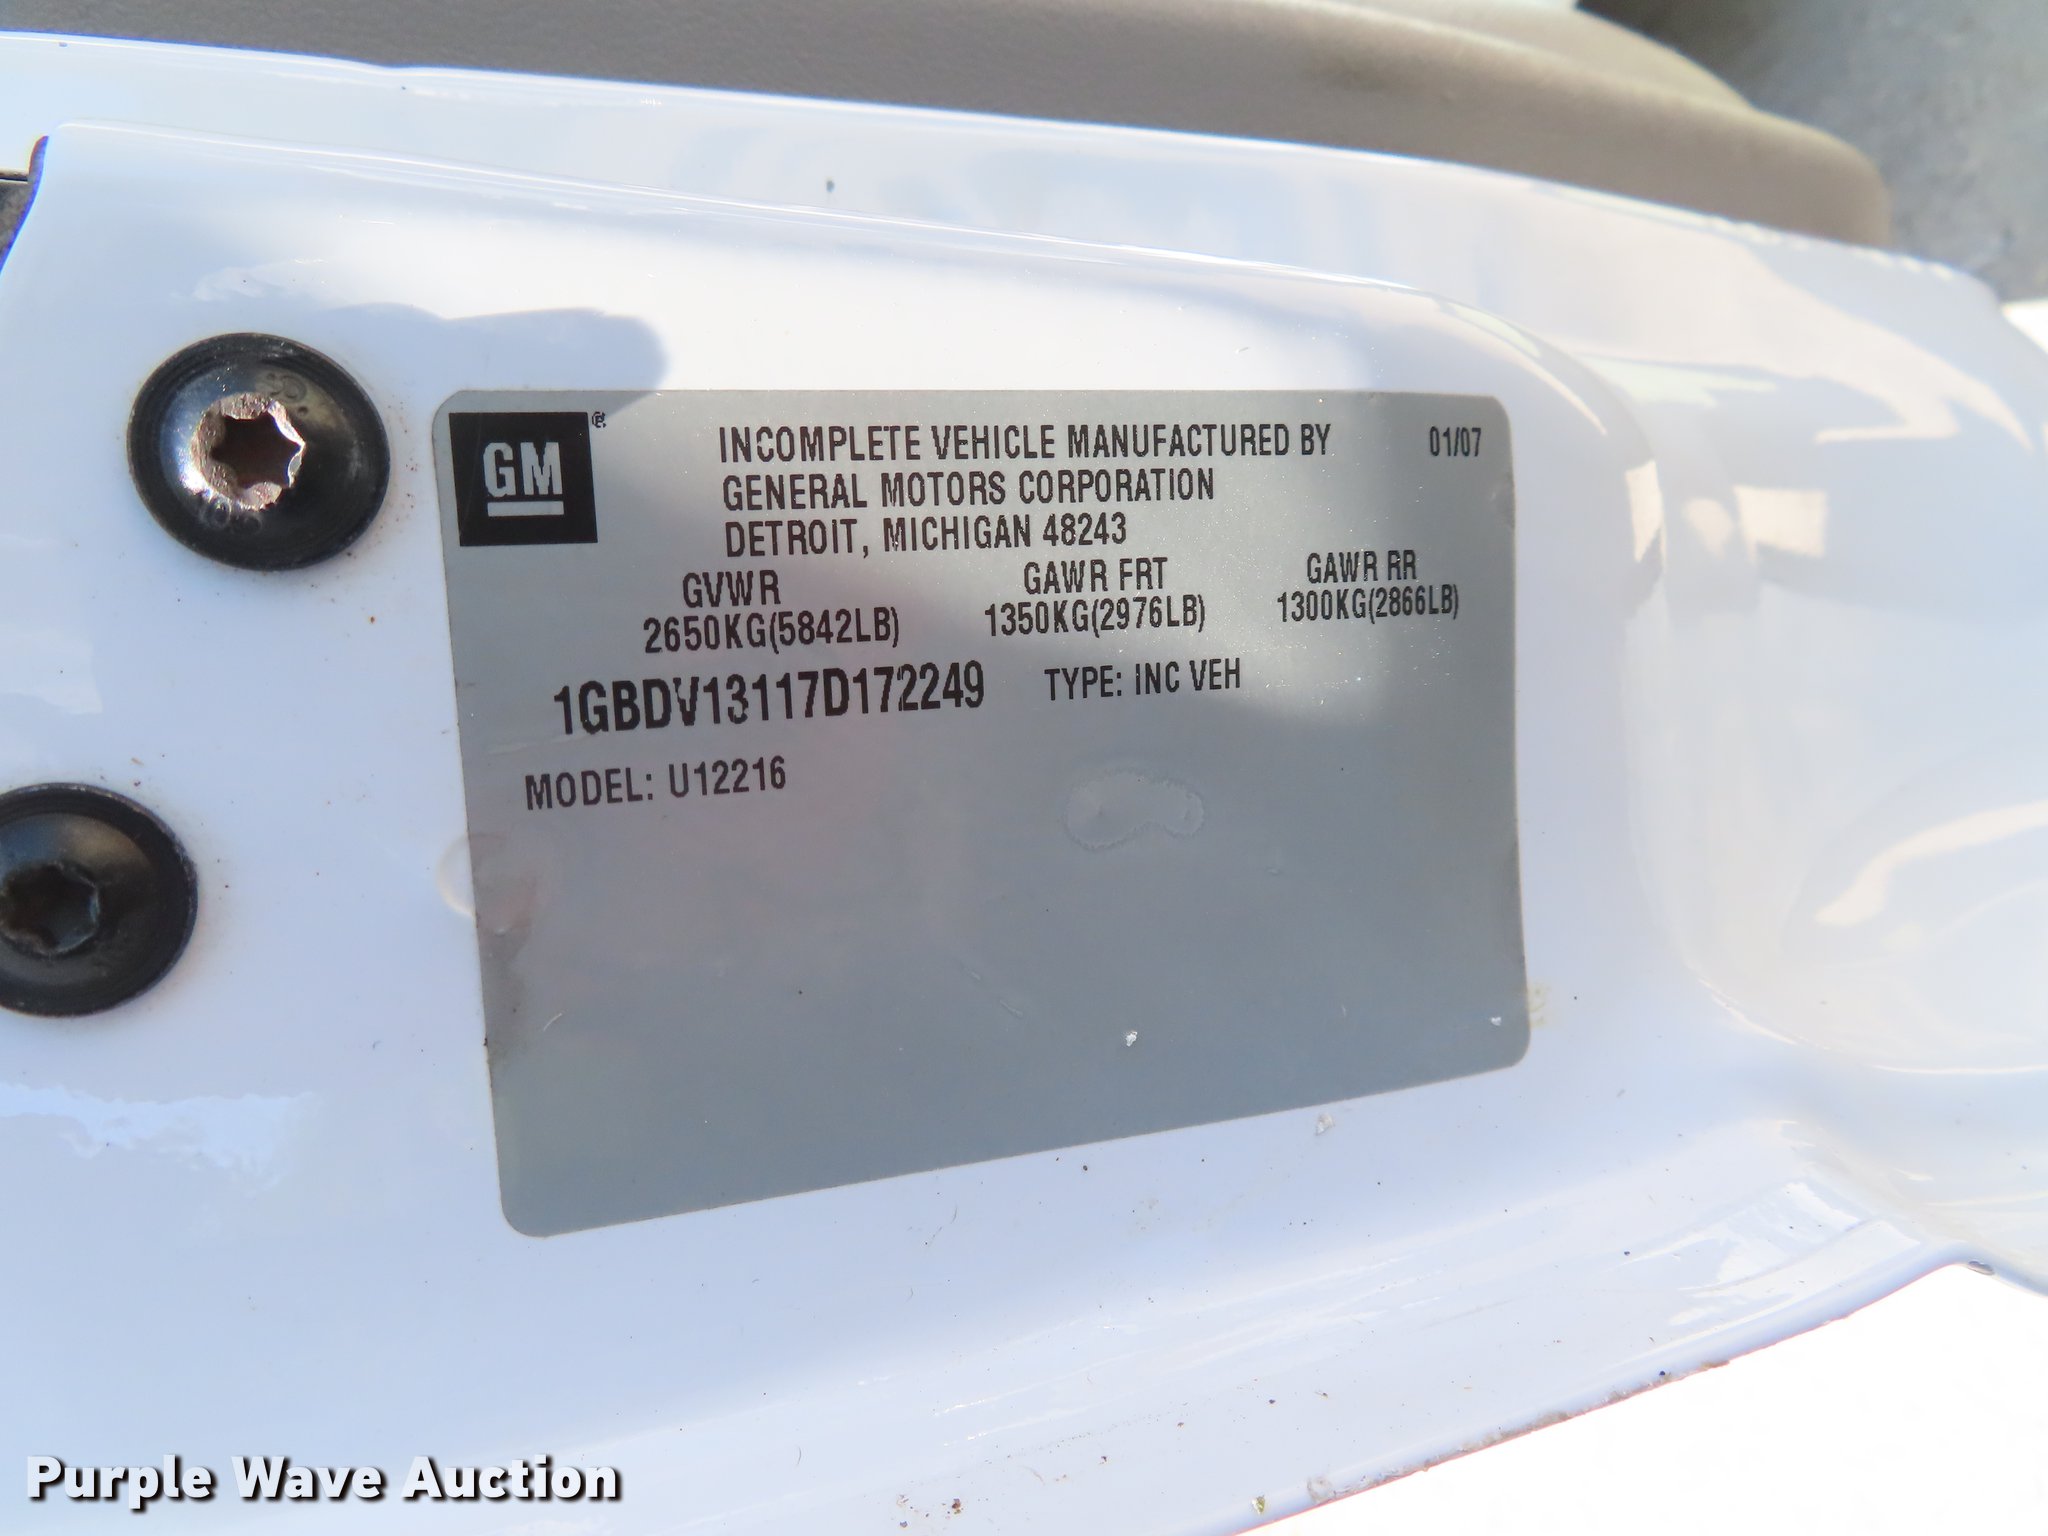 GM
INCOMPLETE VEHICLE MANUFACTURED BY 01/07
GENERAL MOTORS CORPORATION
DETROIT, MICHIGAN 48243
GVWR GAWR FRT GAWR RR
2650KG(5842LB) 1350KG(2976LB) 1300KG(2866LB)
1GBDV13117D172249 TYPE: INC VEH
MODEL: U12216
Purple Wave Auction